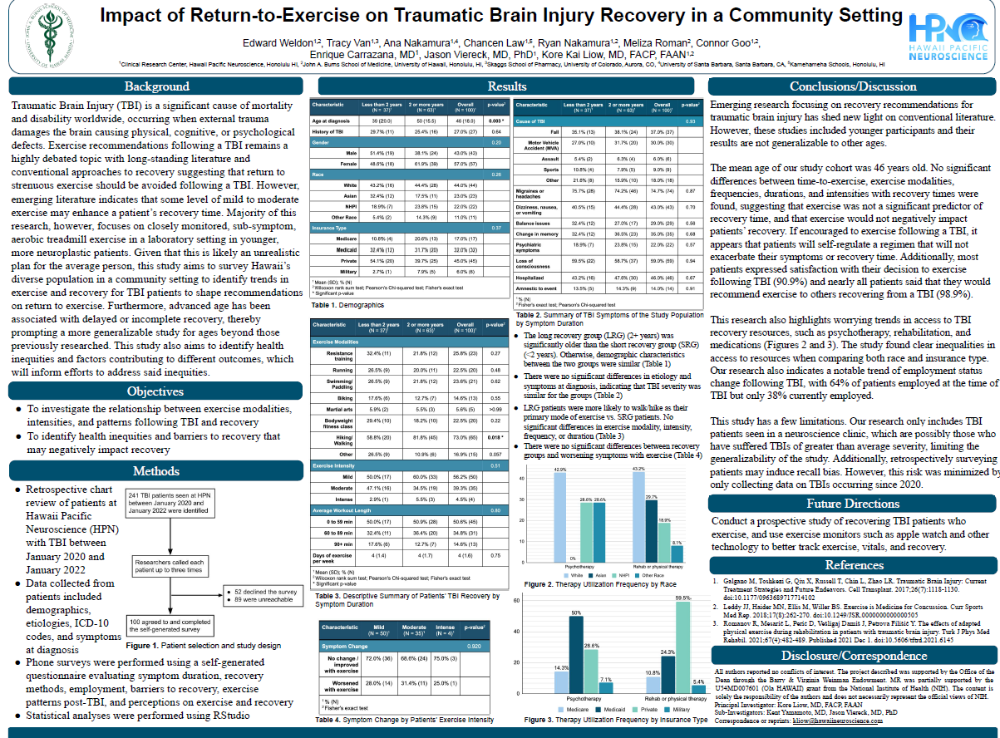 Impact of Return-to-Exercise on Traumatic Brain Injury Recovery in a Community Setting
Edward Weldon1,2, Tracy Van1,3, Ana Nakamura1,4, Chancen Law1,5, Ryan Nakamura1,2, Meliza Roman2, Connor Goo1,2,
Enrique Carrazana, MD1, Jason Viereck, MD, PhD1, Kore Kai Liow, MD, FACP, FAAN1,2
1Clinical Research Center, Hawaii Pacific Neuroscience, Honolulu HI, 2John A. Burns School of Medicine, University of Hawaii, Honolulu, HI, 3Skaggs School of Pharmacy, University of Colorado, Aurora, CO, 4University of Santa Barbara, Santa Barbara, CA, 5Kamehameha Schools, Honolulu, HI
HPN
HAWAII PACIFIC
NEUROSCIENCE
Background
Traumatic Brain Injury (TBI) is a significant cause of mortality
and disability worldwide, occurring when external trauma
damages the brain causing physical, cognitive, or psychological
defects. Exercise recommendations following a TBI remains a
highly debated topic with long-standing literature and
conventional approaches to recovery suggesting that return to
strenuous exercise should be avoided following a TBI. However,
emerging literature indicates that some level of mild to moderate
exercise may enhance a patient's recovery time. Majority of this
research, however, focuses on closely monitored, sub-symptom,
aerobic treadmill exercise in a laboratory setting in younger,
more neuroplastic patients. Given that this is likely an unrealistic
plan for the average person, this study aims to survey Hawaii's
diverse population in a community setting to identify trends in
exercise and recovery for TBI patients to shape recommendations
on return to exercise. Furthermore, advanced age has been
associated with delayed or incomplete recovery, thereby
prompting a more generalizable study for ages beyond those
previously researched. This study also aims to identify health
inequities and factors contributing to different outcomes, which
will inform efforts to address said inequities.
Objectives
● To investigate the relationship between exercise modalities,
intensities, and patterns following TBI and recovery
● To identify health inequities and barriers to recovery that
may negatively impact recovery
Methods
● Retrospective chart
review of patients at
Hawaii Pacific
Neuroscience (HPN)
with TBI between
January 2020 and
January 2022
● Data collected from
patients included
demographics,
etiologies, ICD-10
codes, and symptoms
at diagnosis
● Phone surveys were performed using a self-generated
questionnaire evaluating symptom duration, recovery
methods, employment, barriers to recovery, exercise
patterns post-TBI, and perceptions on exercise and recovery
● Statistical analyses were performed using RStudio
241 TBI patients seen at HPN
between January 2020 and
January 2022 were identified
Researchers called each
patient up to three times
● 52 declined the survey
● 89 were unreachable
100 agreed to and completed
the self-generated survey
Figure 1. Patient selection and study design
Results
Characteristic Less than 2 years (N = 37)1 2 or more years (N = 63)1 Overall (N = 100)1 p-value2
Age at diagnosis 39 (20.0) 50 (15.5) 46 (18.0) 0.003 *
History of TBI 29.7% (11) 25.4% (16) 27.0% (27) 0.64
Gender 0.20
Male 51.4% (19) 38.1% (24) 43.0% (43)
Female 48.6% (18) 61.9% (39) 57.0% (57)
Race 0.26
White 43.2% (16) 44.4% (28) 44.0% (44)
Asian 32.4% (12) 17.5% (11) 23.0% (23)
NHPI 18.9% (7) 23.8% (15) 22.0% (22)
Other Race 5.4% (2) 14.3% (9) 11.0% (11)
Insurance Type 0.37
Medicare 10.8% (4) 20.6% (13) 17.0% (17)
Medicaid 32.4% (12) 31.7% (20) 32.0% (32)
Private 54.1% (20) 39.7% (25) 45.0% (45)
Military 2.7% (1) 7.9% (5) 6.0% (6)
1 Mean (SD); % (N)
2 Wilcoxon rank sum test; Pearson's Chi-squared test; Fisher's exact test
* Significant p-value
Table 1. Demographics
Characteristic Less than 2 years (N = 37)1 2 or more years (N = 63)1 Overall (N = 100)1 p-value2
Exercise Modalities
Resistance training 32.4% (11) 21.8% (12) 25.8% (23) 0.27
Running 26.5% (9) 20.0% (11) 22.5% (20) 0.48
Swimming/ Paddling 26.5% (9) 21.8% (12) 23.6% (21) 0.62
Biking 17.6% (6) 12.7% (7) 14.6% (13) 0.55
Martial arts 5.9% (2) 5.5% (3) 5.6% (5) >0.99
Bodyweight fitness class 29.4% (10) 18.2% (10) 22.5% (20) 0.22
Hiking/ Walking 58.8% (20) 81.8% (45) 73.0% (65) 0.018 *
Other 26.5% (9) 10.9% (6) 16.9% (15) 0.057
Exercise Intensity 0.51
Mild 50.0% (17) 60.0% (33) 56.2% (50)
Moderate 47.1% (16) 34.5% (19) 39.3% (35)
Intense 2.9% (1) 5.5% (3) 4.5% (4)
Average Workout Length 0.80
0 to 59 min 50.0% (17) 50.9% (28) 50.6% (45)
60 to 89 min 32.4% (11) 36.4% (20) 34.8% (31)
90+ min 17.6% (6) 12.7% (7) 14.6% (13)
Days of exercise per week 4 (1.4) 4 (1.7) 4 (1.6) 0.75
1 Mean (SD); % (N)
2 Wilcoxon rank sum test; Pearson's Chi-squared test; Fisher's exact test
* Significant p-value
Table 3. Descriptive Summary of Patients' TBI Recovery by
Symptom Duration
Characteristic Mild (N = 50)1 Moderate (N = 35)1 Intense (N = 4)1 p-value2
Symptom Change 0.920
No change / improved with exercise 72.0% (36) 68.6% (24) 75.0% (3)
Worsened with exercise 28.0% (14) 31.4% (11) 25.0% (1)
1 % (N)
2 Fisher's exact test
Table 4. Symptom Change by Patients' Exercise Intensity
Characteristic Less than 2 years (N = 37)1 2 or more years (N = 63)1 Overall (N = 100)1 p-value2
Cause of TBI 0.93
Fall 35.1% (13) 38.1% (24) 37.0% (37)
Motor Vehicle Accident (MVA) 27.0% (10) 31.7% (20) 30.0% (30)
Assault 5.4% (2) 6.3% (4) 6.0% (6)
Sports 10.8% (4) 7.9% (5) 9.0% (9)
Other 21.6% (8) 15.9% (10) 18.0% (18)
Migraines or headaches 75.7% (28) 74.2% (46) 74.7% (74) 0.87
Dizziness, nausea, or vomiting 40.5% (15) 44.4% (28) 43.0% (43) 0.70
Balance issues 32.4% (12) 27.0% (17) 29.0% (29) 0.56
Change in memory 32.4% (12) 36.5% (23) 35.0% (35) 0.68
Psychiatric symptoms 18.9% (7) 23.8% (15) 22.0% (22) 0.57
Loss of consciousness 59.5% (22) 58.7% (37) 59.0% (59) 0.94
Hospitalized 43.2% (16) 47.6% (30) 46.0% (46) 0.67
Amnestic to event 13.5% (5) 14.3% (9) 14.0% (14) 0.91
1 % (N)
2 Fisher's exact test; Pearson's Chi-squared test
Table 2. Summary of TBI Symptoms of the Study Population
by Symptom Duration
● The long recovery group (LRG) (2+ years) was
significantly older than the short recovery group (SRG)
(<2 years). Otherwise, demographic characteristics
between the two groups were similar (Table 1)
● There were no significant differences in etiology and
symptoms at diagnosis, indicating that TBI severity was
similar for the groups (Table 2)
● LRG patients were more likely to walk/hike as their
primary mode of exercise vs. SRG patients. No
significant differences in exercise modality, intensity,
frequency, or duration (Table 3)
● There were no significant differences between recovery
groups and worsening symptoms with exercise (Table 4)
40
30
20
10
0
42.9% 0% 28.6% 28.6% 43.2% 29.7% 18.9% 8.1%
Psychotherapy Rehab or physical therapy
White Asian NHPI Other Race
Figure 2. Therapy Utilization Frequency by Race
60
40
20
0
14.3% 50% 28.6% 7.1% 10.8% 24.3% 59.5% 5.4%
Psychotherapy Rehab or physical therapy
Medicare Medicaid Private Military
Figure 3. Therapy Utilization Frequency by Insurance Type
Conclusions/Discussion
Emerging research focusing on recovery recommendations for
traumatic brain injury has shed new light on conventional literature.
However, these studies included younger participants and their
results are not generalizable to other ages.
The mean age of our study cohort was 46 years old. No significant
differences between time-to-exercise, exercise modalities,
frequencies, durations, and intensities with recovery times were
found, suggesting that exercise was not a significant predictor of
recovery time, and that exercise would not negatively impact
patients' recovery. If encouraged to exercise following a TBI, it
appears that patients will self-regulate a regimen that will not
exacerbate their symptoms or recovery time. Additionally, most
patients expressed satisfaction with their decision to exercise
following TBI (90.9%) and nearly all patients said that they would
recommend exercise to others recovering from a TBI (98.9%).
This research also highlights worrying trends in access to TBI
recovery resources, such as psychotherapy, rehabilitation, and
medications (Figures 2 and 3). The study found clear inequalities in
access to resources when comparing both race and insurance type.
Our research also indicates a notable trend of employment status
change following TBI, with 64% of patients employed at the time of
TBI but only 38% currently employed.
This study has a few limitations. Our research only includes TBI
patients seen in a neuroscience clinic, which are possibly those who
have suffered TBIs of greater than average severity, limiting the
generalizability of the study. Additionally, retrospectively surveying
patients may induce recall bias. However, this risk was minimized by
only collecting data on TBIs occurring since 2020.
Future Directions
Conduct a prospective study of recovering TBI patients who
exercise, and use exercise monitors such as apple watch and other
technology to better track exercise, vitals, and recovery.
References
1. Galgano M, Toshkezi G, Qiu X, Russell T, Chin L, Zhao LR. Traumatic Brain Injury: Current
Treatment Strategies and Future Endeavors. Cell Transplant. 2017;26(7):1118-1130.
doi:10.1177/0963689717714102
2. Leddy JJ, Haider MN, Ellis M, Willer BS. Exercise is Medicine for Concussion. Curr Sports
Med Rep. 2018;17(8):262-270. doi:10.1249/JSR.0000000000000505
3. Romanov R, Mesarič L, Perić D, Vešligaj Damiš J, Petrova Filišić Y. The effects of adapted
physical exercise during rehabilitation in patients with traumatic brain injury. Turk J Phys Med
Rehabil. 2021;67(4):482-489. Published 2021 Dec 1. doi:10.5606/tftrd.2021.6145
Disclosure/Correspondence
All authors reported no conflicts of interest. The project described was supported by the Office of the
Dean through the Barry & Virginia Weinman Endowment. MR was partially supported by the
U54MD007601 (Ola HAWAII) grant from the National Institute of Health (NIH). The content is
solely the responsibility of the authors and does not necessarily represent the official views of NIH.
Principal Investigator: Kore Liow, MD, FACP, FAAN
Sub-Investigators: Kent Yamamoto, MD, Jason Viereck, MD, PhD
Correspondence or reprints: kliow@hawaiineuroscience.com